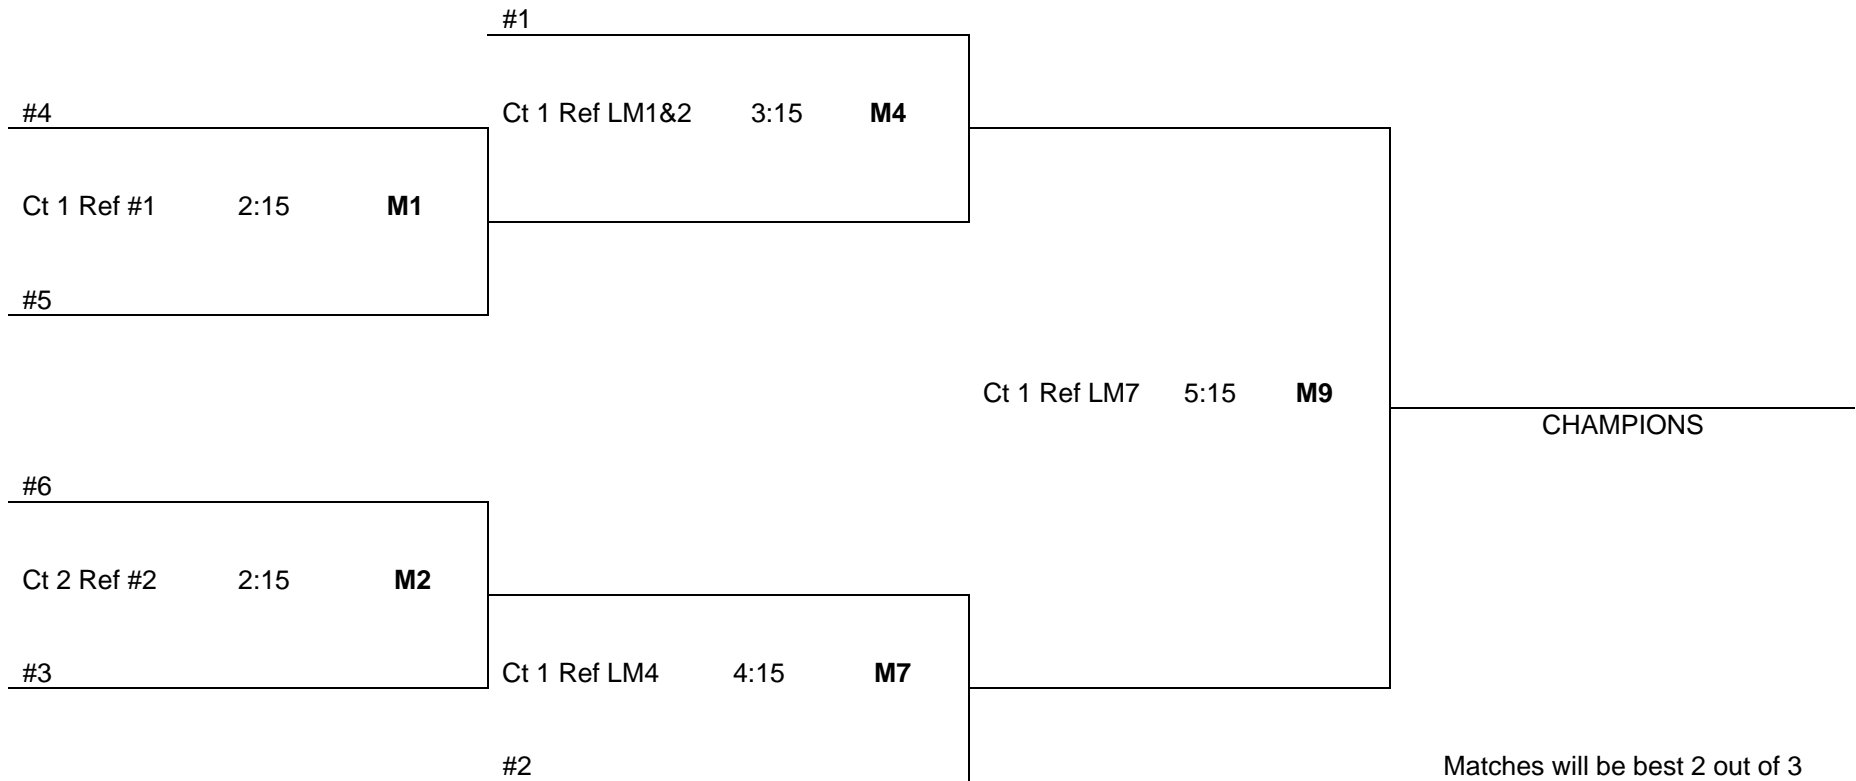 #1
#4
Ct 1 Ref LM1&2 3:15 M4
Ct 1 Ref #1 2:15 M1
#5
Ct 1 Ref LM7 5:15 M9
CHAMPIONS
#6
Ct 2 Ref #2 2:15 M2
#3
Ct 1 Ref LM4 4:15 M7
#2
Matches will be best 2 out of 3